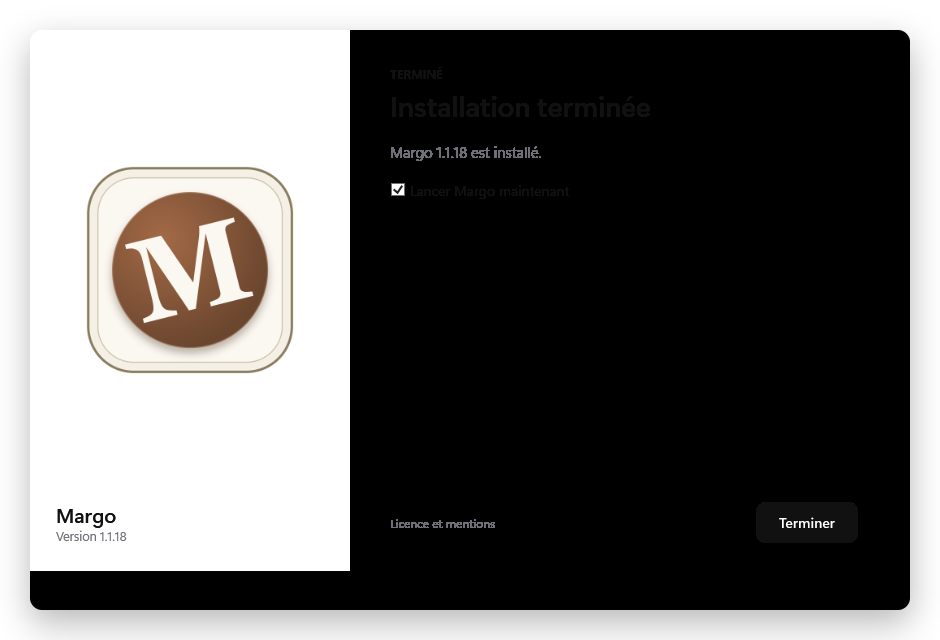 TERMINÉ
Installation terminée
Margo 1.1.18 est installé.
Lancer Margo maintenant
M
Margo
Version 1.1.18
Licence et mentions
Terminer